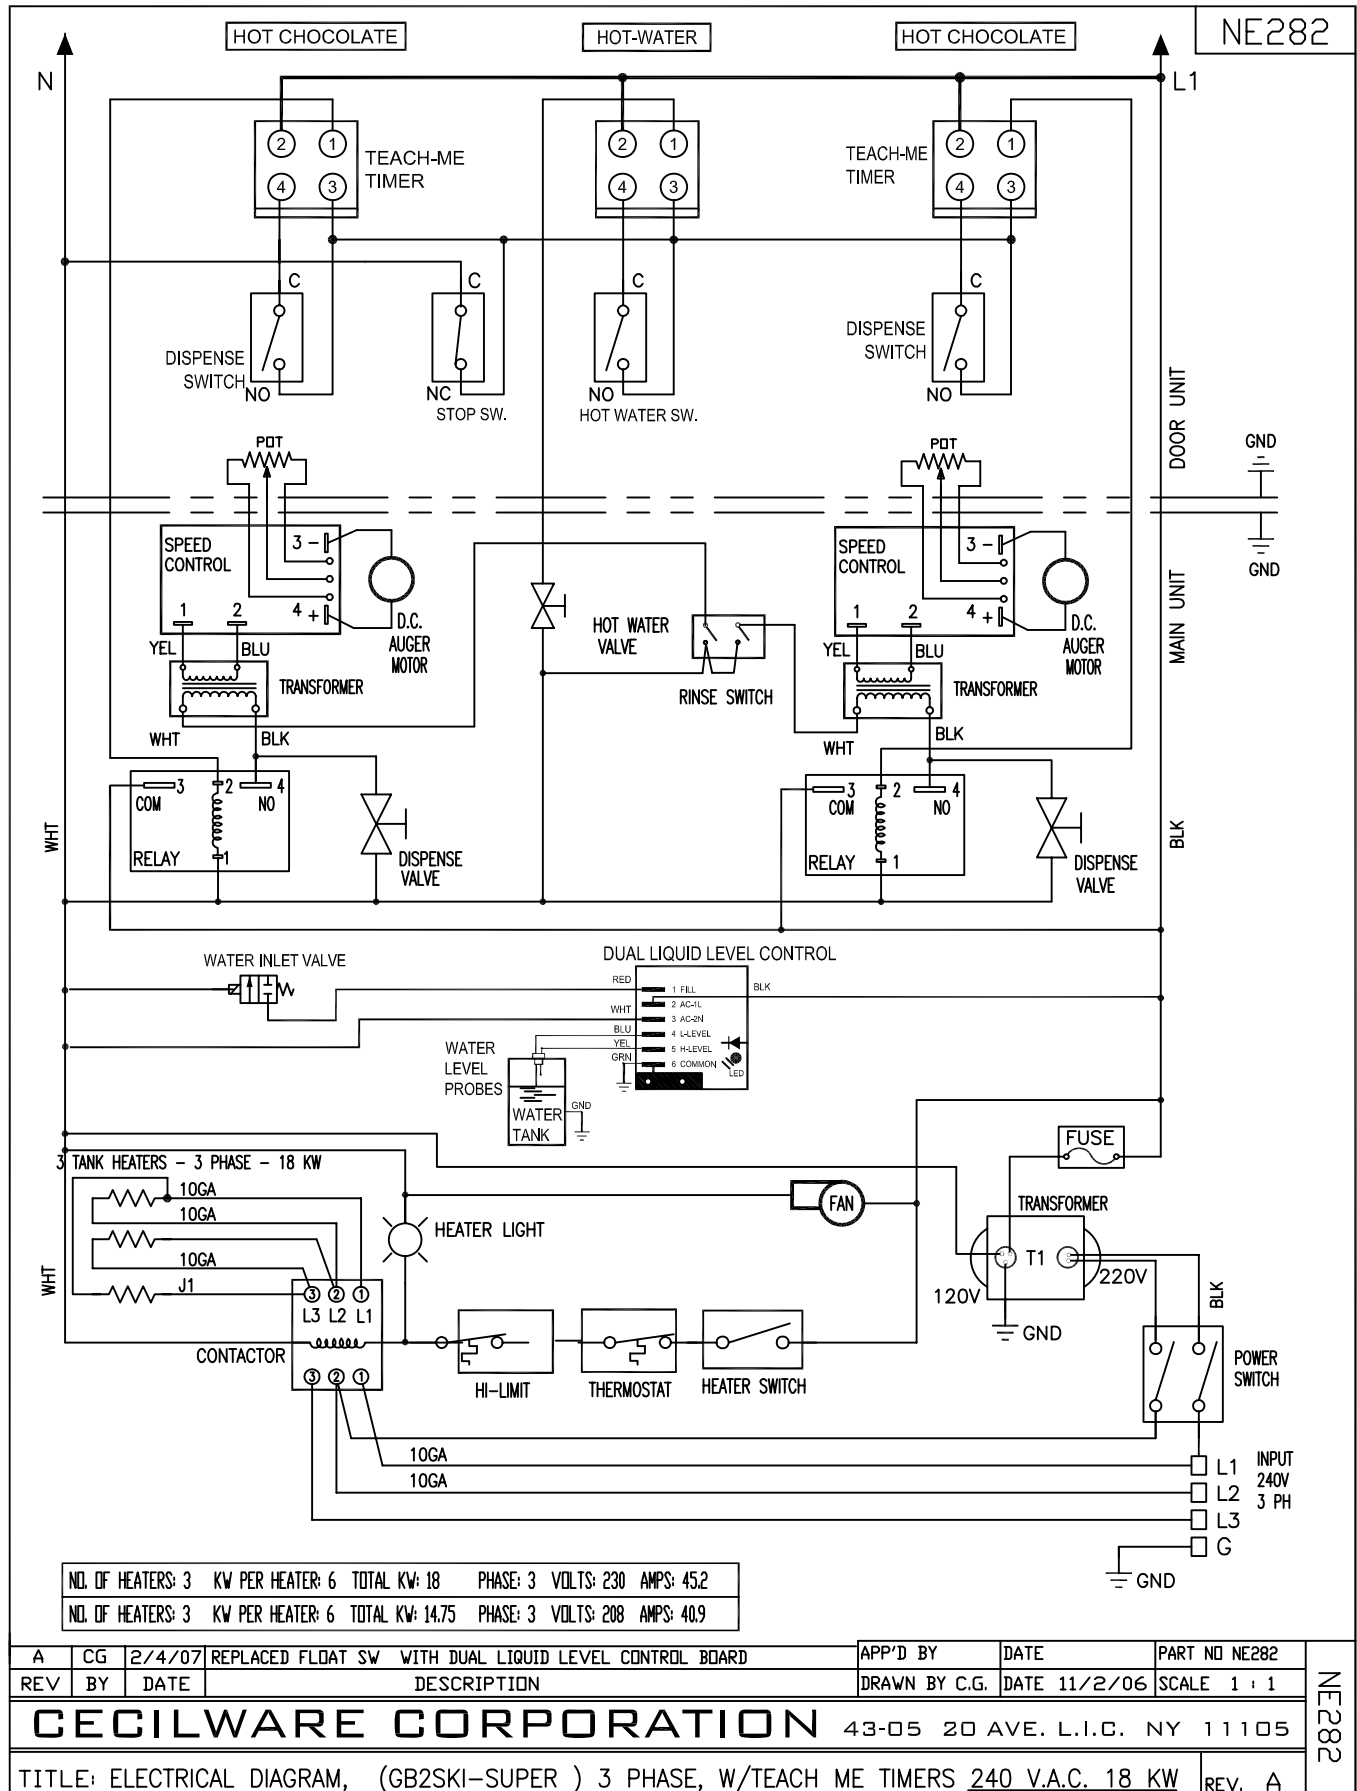 HOT CHOCOLATE
HOT-WATER
HOT CHOCOLATE
NE282
N
L1
2 1
4 3
TEACH-ME
TIMER
2 1
4 3
TEACH-ME
TIMER
2 1
4 3
C
DISPENSE
SWITCH
NO
C
NC
STOP SW.
C
NO
HOT WATER SW.
C
DISPENSE
SWITCH
NO
DOOR UNIT
GND
POT
POT
GND
MAIN UNIT
SPEED
CONTROL
3 -
4 +
1 2
D.C.
AUGER
MOTOR
YEL
BLU
TRANSFORMER
WHT
BLK
HOT WATER
VALVE
RINSE SWITCH
SPEED
CONTROL
3 -
4 +
1 2
D.C.
AUGER
MOTOR
YEL
BLU
TRANSFORMER
WHT
BLK
3
COM
2
4
NO
RELAY
1
DISPENSE
VALVE
3
COM
2
4
NO
RELAY
1
DISPENSE
VALVE
WHT
BLK
WATER INLET VALVE
DUAL LIQUID LEVEL CONTROL
RED
1 FILL
BLK
2 AC-1L
WHT
3 AC-2N
BLU
4 L-LEVEL
YEL
5 H-LEVEL
GRN
6 COMMON
LED
WATER
LEVEL
PROBES
WATER
TANK
GND
FUSE
3 TANK HEATERS - 3 PHASE - 18 KW
10GA
10GA
10GA
J1
HEATER LIGHT
FAN
TRANSFORMER
T1
120V
220V
GND
BLK
WHT
3 2 1
L3 L2 L1
CONTACTOR
3 2 1
HI-LIMIT
THERMOSTAT
HEATER SWITCH
POWER
SWITCH
10GA
10GA
L1
L2
L3
G
INPUT
240V
3 PH
GND
NO. OF HEATERS: 3 KW PER HEATER: 6 TOTAL KW: 18 PHASE: 3 VOLTS: 230 AMPS: 45.2
NO. OF HEATERS: 3 KW PER HEATER: 6 TOTAL KW: 14.75 PHASE: 3 VOLTS: 208 AMPS: 40.9
A CG 2/4/07 REPLACED FLOAT SW WITH DUAL LIQUID LEVEL CONTROL BOARD
APP'D BY DATE PART NO NE282
REV BY DATE DESCRIPTION
DRAWN BY C.G. DATE 11/2/06 SCALE 1 : 1
CECILWARE CORPORATION 43-05 20 AVE. L.I.C. NY 11105
NE282
TITLE: ELECTRICAL DIAGRAM, (GB2SKI-SUPER ) 3 PHASE, W/TEACH ME TIMERS 240 V.A.C. 18 KW
REV. A